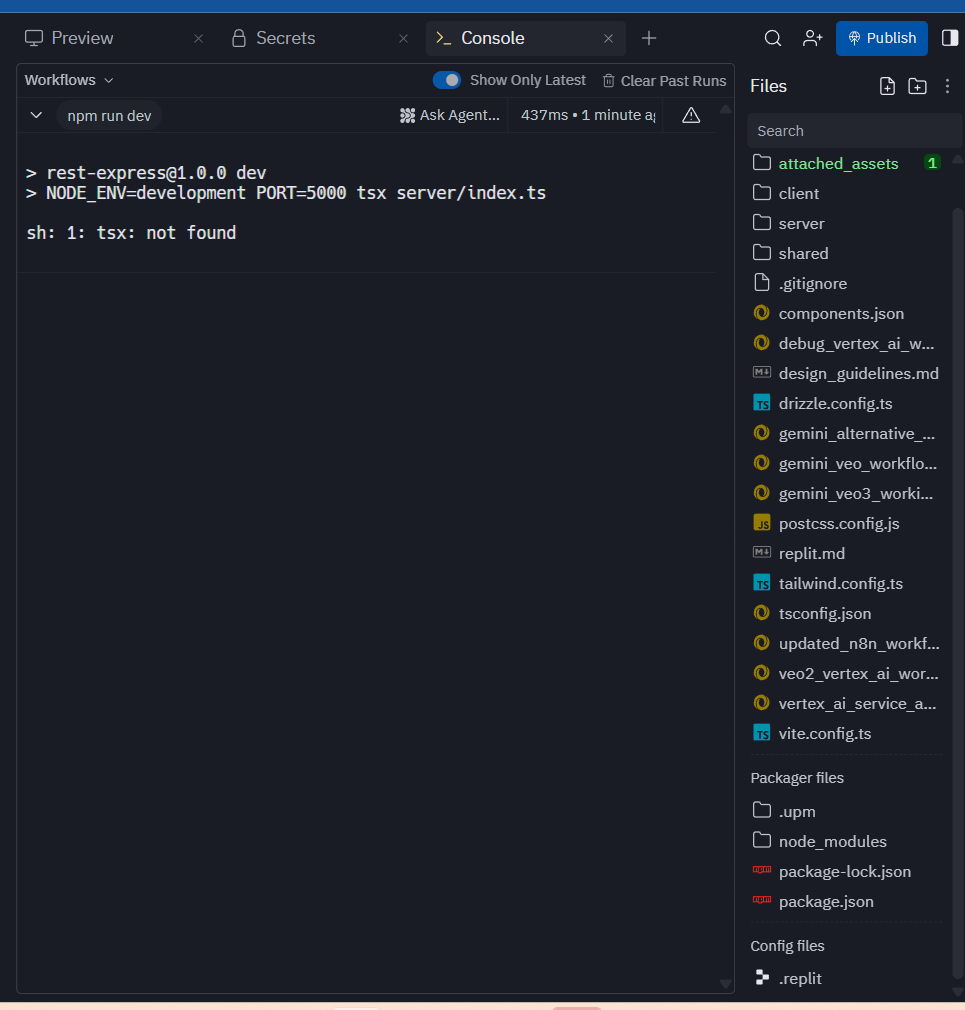 Preview
Secrets
Console
Publish
Workflows
Show Only Latest
Clear Past Runs
npm run dev
Ask Agent...
437ms • 1 minute ag
> rest-express@1.0.0 dev
> NODE_ENV=development PORT=5000 tsx server/index.ts
sh: 1: tsx: not found
Files
Search
attached_assets 1
client
server
shared
.gitignore
components.json
debug_vertex_ai_w...
design_guidelines.md
drizzle.config.ts
gemini_alternative_...
gemini_veo_workflo...
gemini_veo3_worki...
postcss.config.js
replit.md
tailwind.config.ts
tsconfig.json
updated_n8n_workf...
veo2_vertex_ai_wor...
vertex_ai_service_a...
vite.config.ts
Packager files
.upm
node_modules
package-lock.json
package.json
Config files
.replit